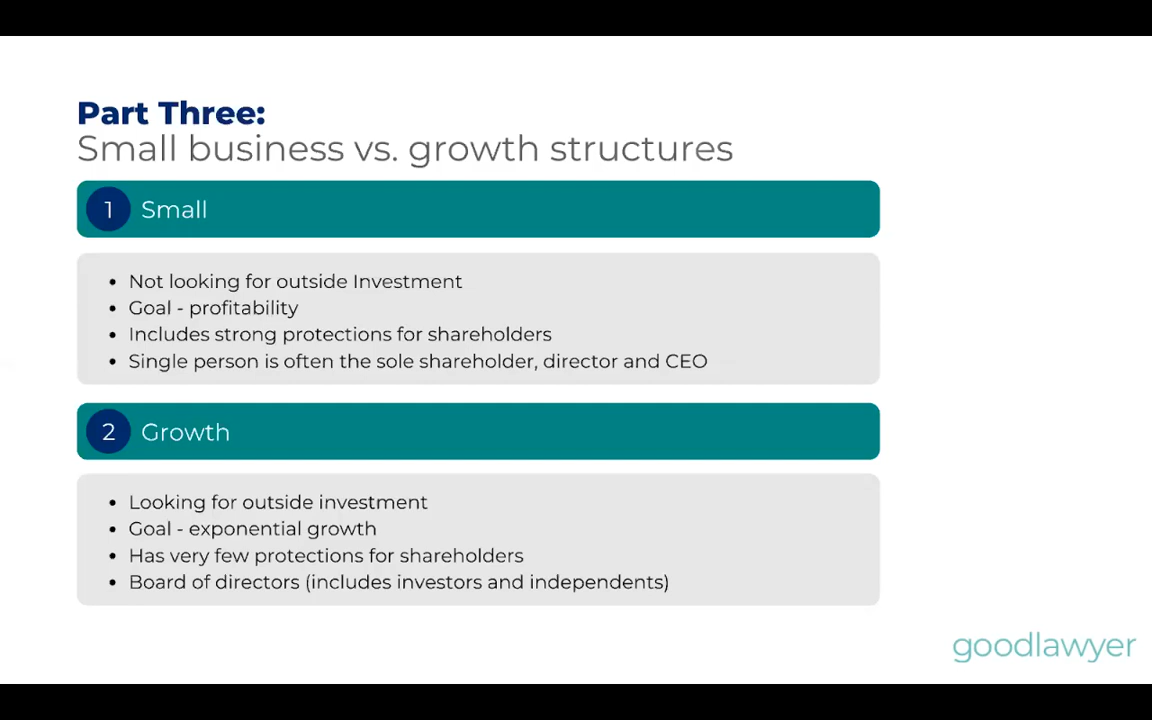 Part Three:
Small business vs. growth structures
1 Small
• Not looking for outside Investment
• Goal - profitability
• Includes strong protections for shareholders
• Single person is often the sole shareholder, director and CEO
2 Growth
• Looking for outside investment
• Goal - exponential growth
• Has very few protections for shareholders
• Board of directors (includes investors and independents)
goodlawyer